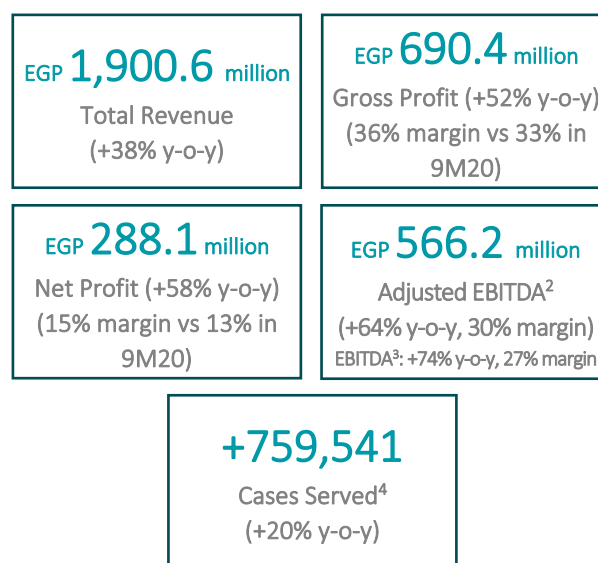 EGP 1,900.6 million
Total Revenue
(+38% y-o-y)
EGP 690.4 million
Gross Profit (+52% y-o-y)
(36% margin vs 33% in
9M20)
EGP 288.1 million
Net Profit (+58% y-o-y)
(15% margin vs 13% in
9M20)
EGP 566.2 million
Adjusted EBITDA²
(+64% y-o-y, 30% margin)
EBITDA³: +74% y-o-y, 27% margin
+759,541
Cases Served⁴
(+20% y-o-y)